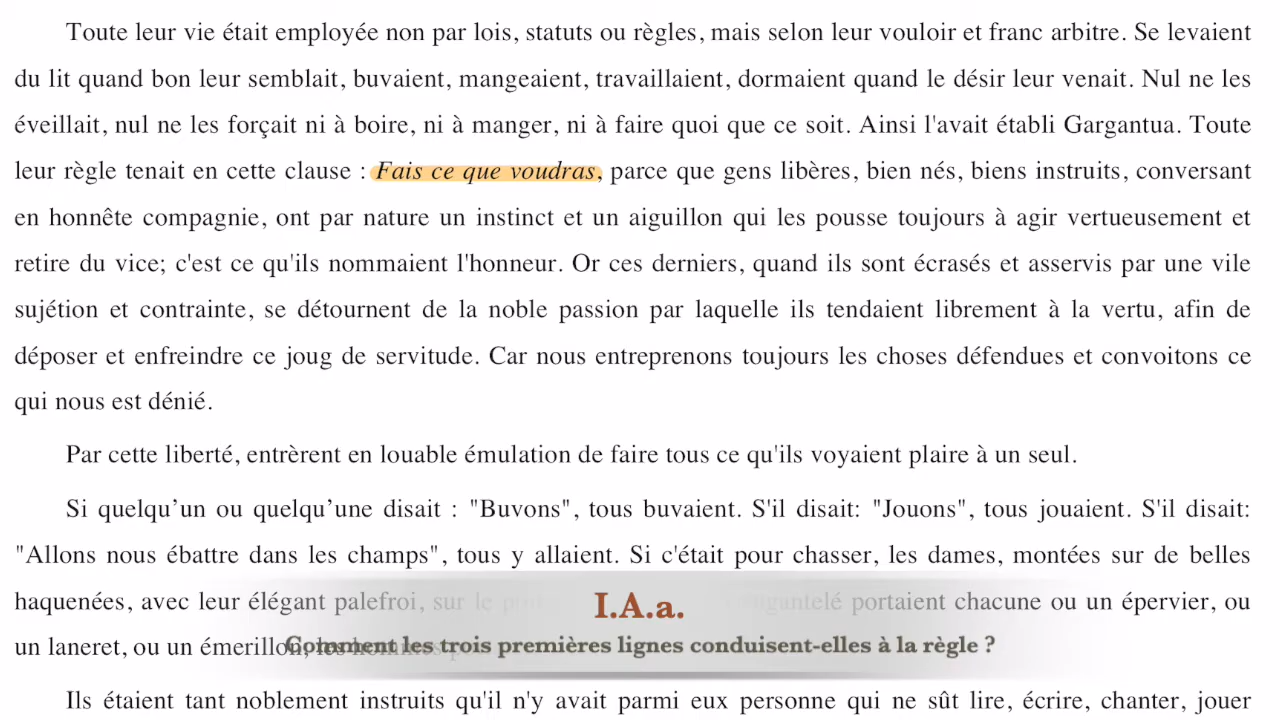 Toute leur vie était employée non par lois, statuts ou règles, mais selon leur vouloir et franc arbitre. Se levaient
du lit quand bon leur semblait, buvaient, mangeaient, travaillaient, dormaient quand le désir leur venait. Nul ne les
éveillait, nul ne les forçait ni à boire, ni à manger, ni à faire quoi que ce soit. Ainsi l'avait établi Gargantua. Toute
leur règle tenait en cette clause : Fais ce que voudras, parce que gens libères, bien nés, biens instruits, conversant
en honnête compagnie, ont par nature un instinct et un aiguillon qui les pousse toujours à agir vertueusement et
retire du vice; c'est ce qu'ils nommaient l'honneur. Or ces derniers, quand ils sont écrasés et asservis par une vile
sujétion et contrainte, se détournent de la noble passion par laquelle ils tendaient librement à la vertu, afin de
déposer et enfreindre ce joug de servitude. Car nous entreprenons toujours les choses défendues et convoitons ce
qui nous est dénié.
Par cette liberté, entrèrent en louable émulation de faire tous ce qu'ils voyaient plaire à un seul.
Si quelqu’un ou quelqu’une disait : "Buvons", tous buvaient. S'il disait: "Jouons", tous jouaient. S'il disait:
"Allons nous ébattre dans les champs", tous y allaient. Si c'était pour chasser, les dames, montées sur de belles
haquenées, avec leur élégant palefroi, sur le portaient chacune ou un épervier, ou
un laneret, ou un émerillon, les
I.A.a.
Comment les trois premières lignes conduisent-elles à la règle ?
Ils étaient tant noblement instruits qu'il n'y avait parmi eux personne qui ne sût lire, écrire, chanter, jouer